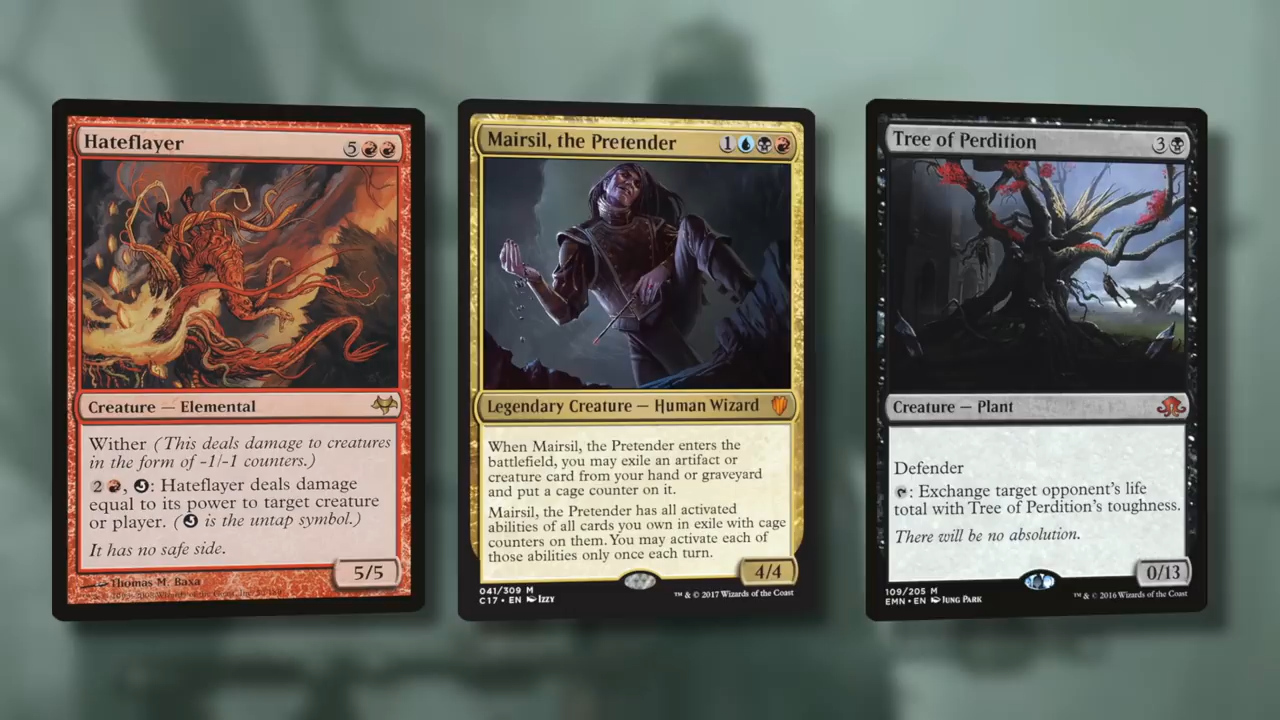 Hateflayer 5
Creature — Elemental
Wither (This deals damage to creatures
in the form of -1/-1 counters.)
2 , : Hateflayer deals damage
equal to its power to target creature
or player. ( is the untap symbol.)
It has no safe side.
5/5
Thomas M. Baxa
Mairsil, the Pretender 1
Legendary Creature — Human Wizard
When Mairsil, the Pretender enters the
battlefield, you may exile an artifact or
creature card from your hand or graveyard
and put a cage counter on it.
Mairsil, the Pretender has all activated
abilities of all cards you own in exile with cage
counters on them. You may activate each of
those abilities only once each turn.
4/4
041/309 M
C17 • EN Izzy
™ & © 2017 Wizards of the Coast
Tree of Perdition 3
Creature — Plant
Defender
: Exchange target opponent's life
total with Tree of Perdition's toughness.
There will be no absolution.
0/13
109/205 M
EMN • EN Jung Park
™ & © 2016 Wizards of the Coast